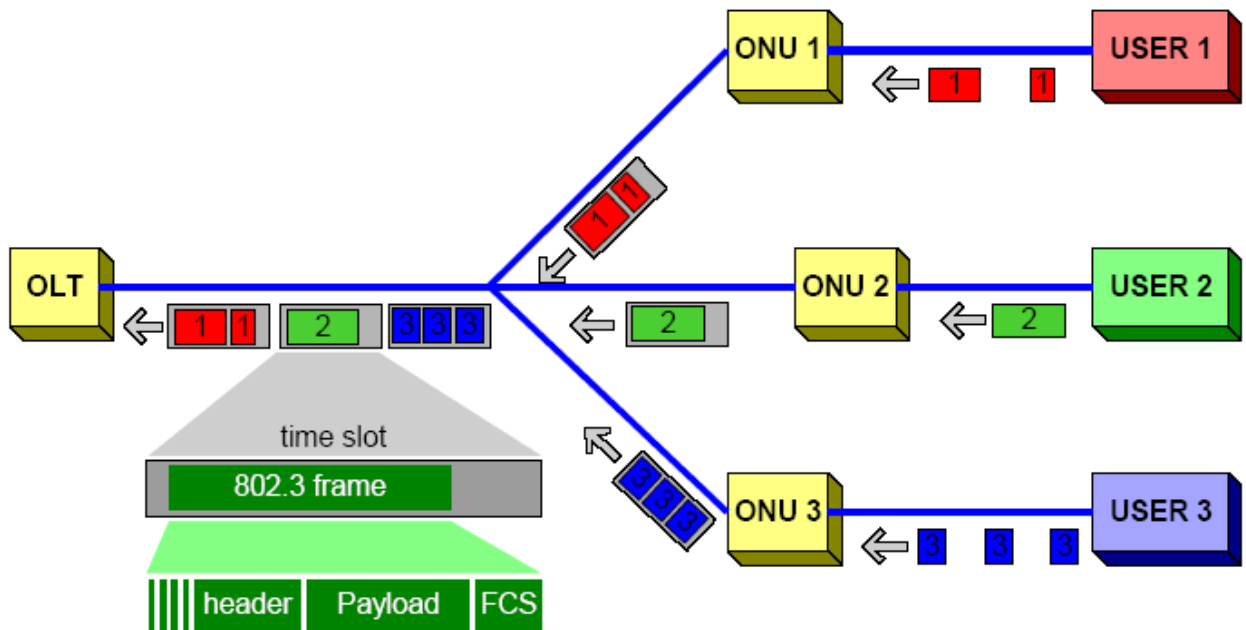 ONU 1
USER 1
1 1
1 1
OLT
ONU 2
USER 2
1 1 2 3 3 3
2
2
time slot
802.3 frame
3 3 3
ONU 3
USER 3
3 3 3
header Payload FCS